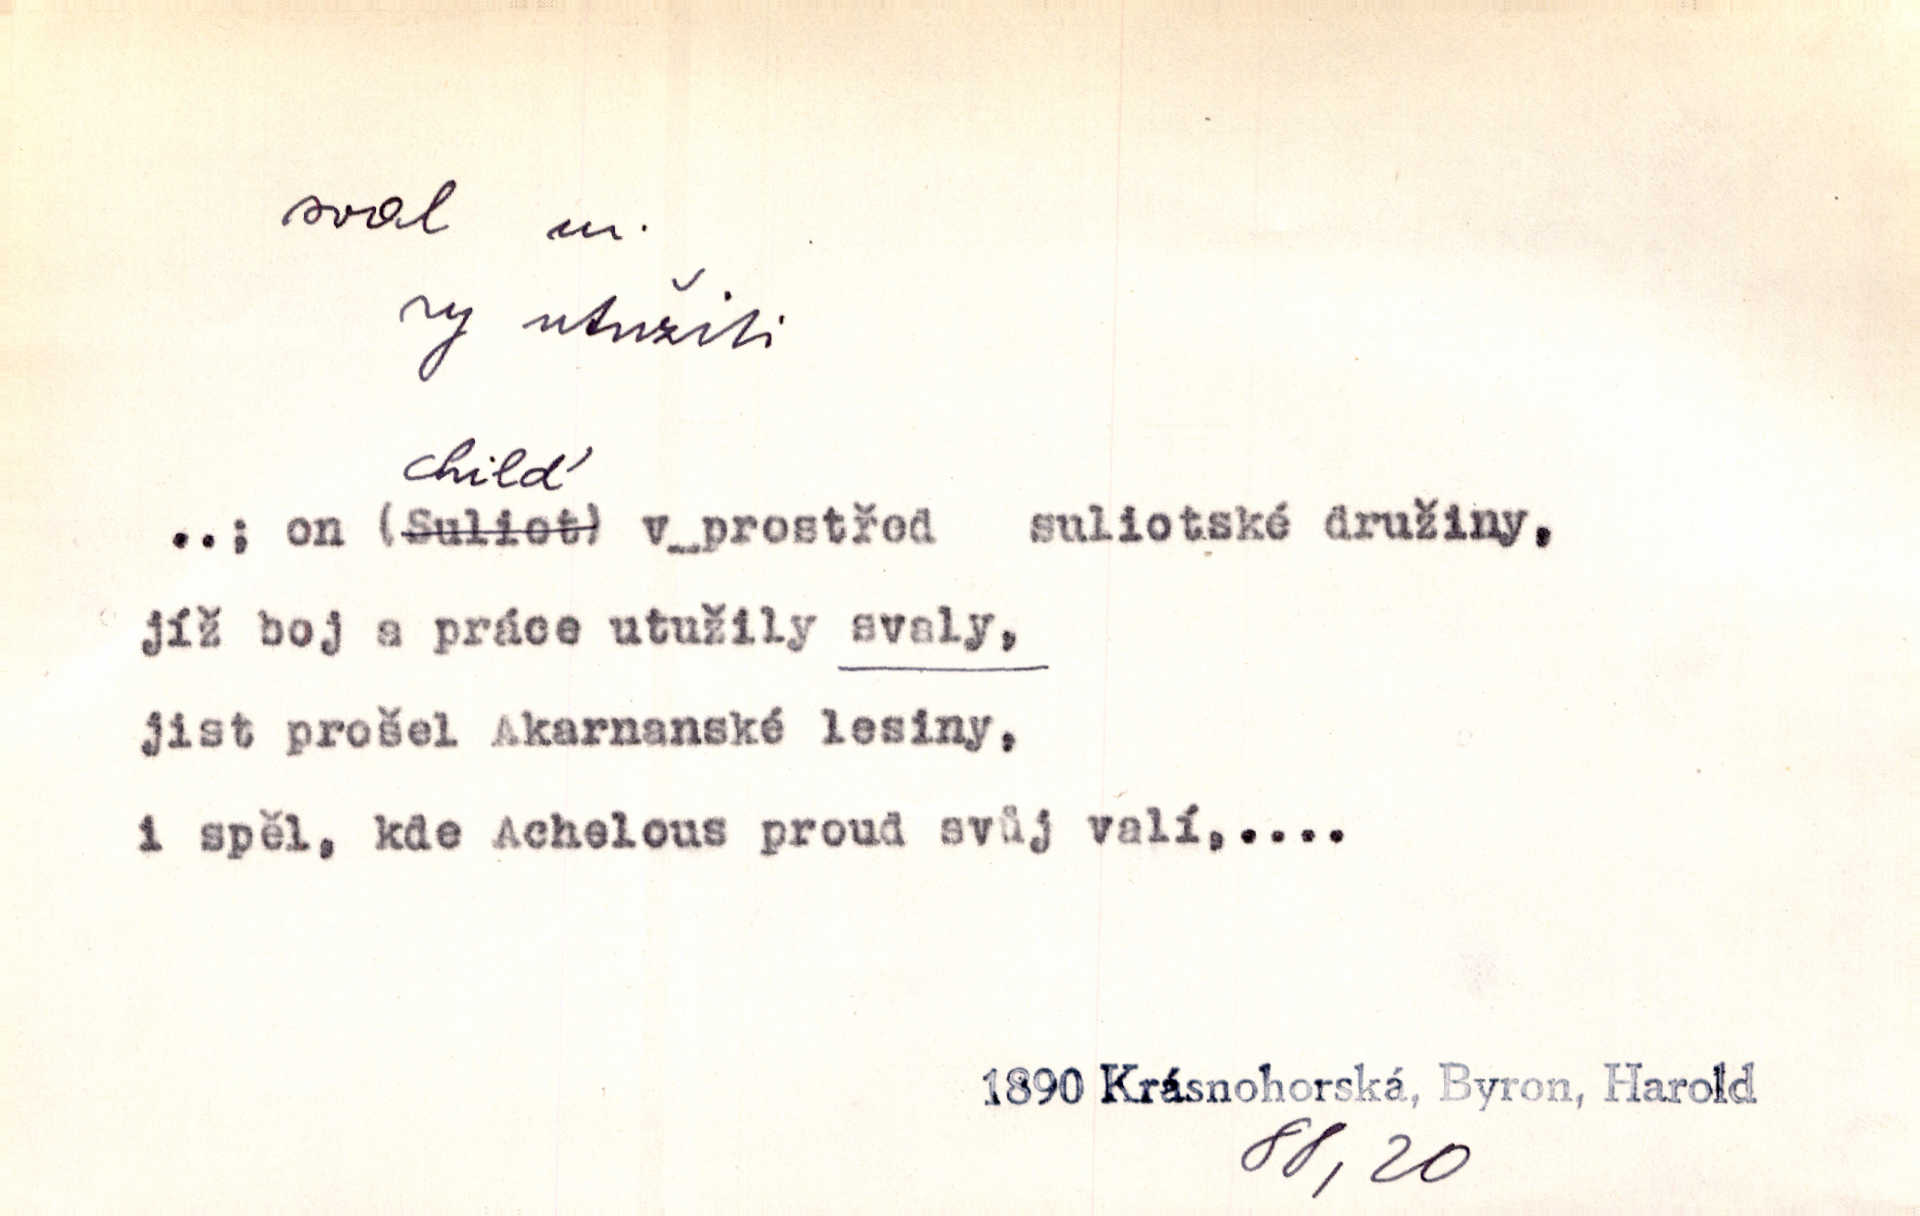 sval m.
ry utužiti
child'
..; on (Suliot) v prostřed suliotské družiny,
jíž boj a práce utužily svaly,
jist prošel Akarnanské lesiny,
i spěl, kde Achelous proud svůj valí,....
1890 Krásnohorská, Byron, Harold
88, 20